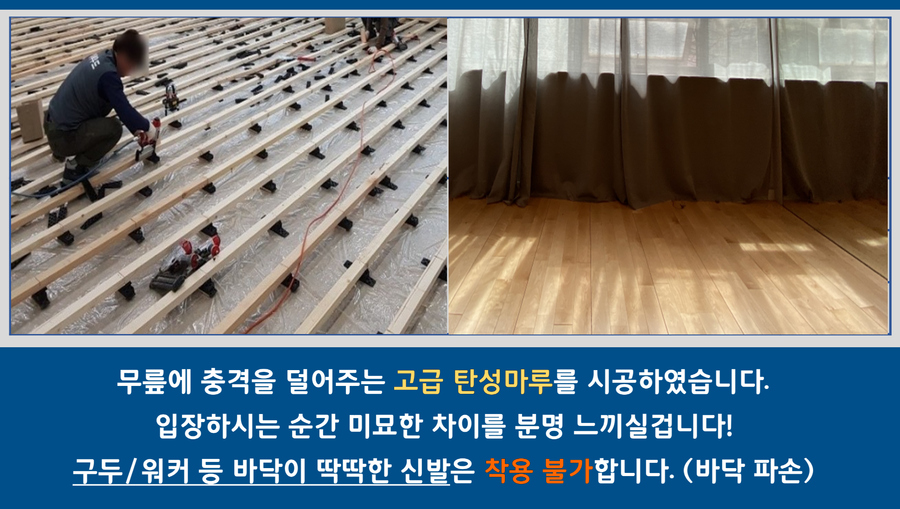 무릎에 충격을 덜어주는 고급 탄성마루를 시공하였습니다.
입장하시는 순간 미묘한 차이를 분명 느끼실겁니다!
구두/워커 등 바닥이 딱딱한 신발은 착용 불가합니다. (바닥 파손)